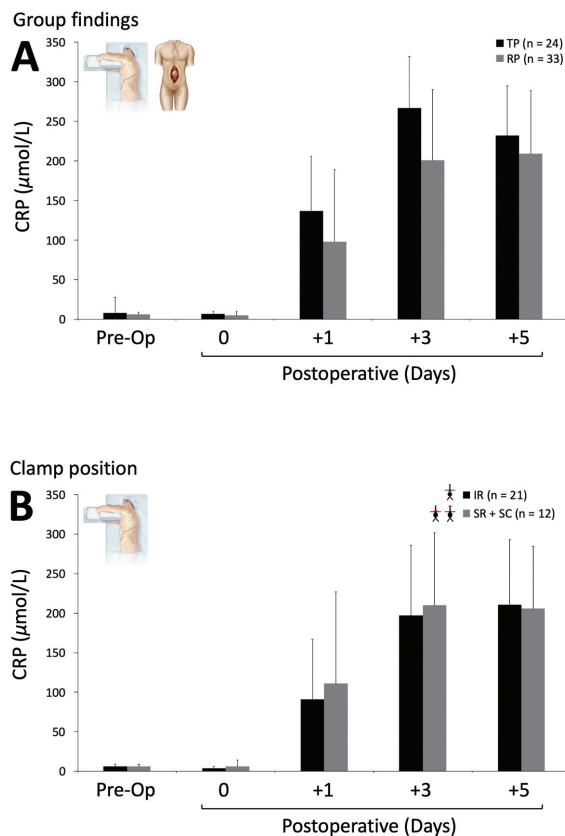 Group findings
A
TP (n = 24)
RP (n = 33)
350
300
250
200
150
100
50
0
CRP (μmol/L)
Pre-Op 0 +1 +3 +5
Postoperative (Days)
Clamp position
B
IR (n = 21)
SR + SC (n = 12)
350
300
250
200
150
100
50
0
CRP (μmol/L)
Pre-Op 0 +1 +3 +5
Postoperative (Days)